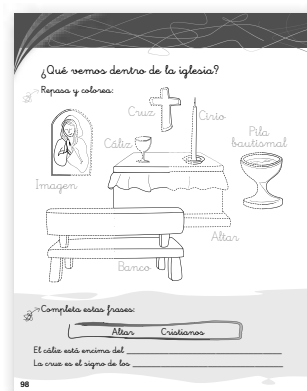 ¿Qué vemos dentro de la iglesia?
Repasa y colorea:
Cruz
Cirio
Cáliz
Pila
bautismal
Imagen
Altar
Banco
Completa estas frases:
Altar Cristianos
El cáliz está encima del
La cruz es el signo de los
98